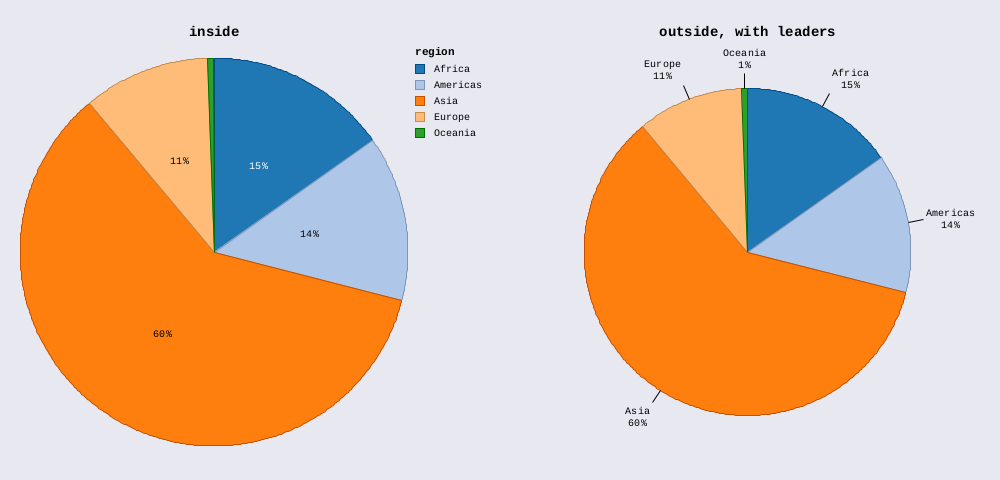 inside
region
Africa
Americas
Asia
Europe
Oceania
11%
15%
14%
60%
outside, with leaders
Oceania
1%
Europe
11%
Africa
15%
Americas
14%
Asia
60%